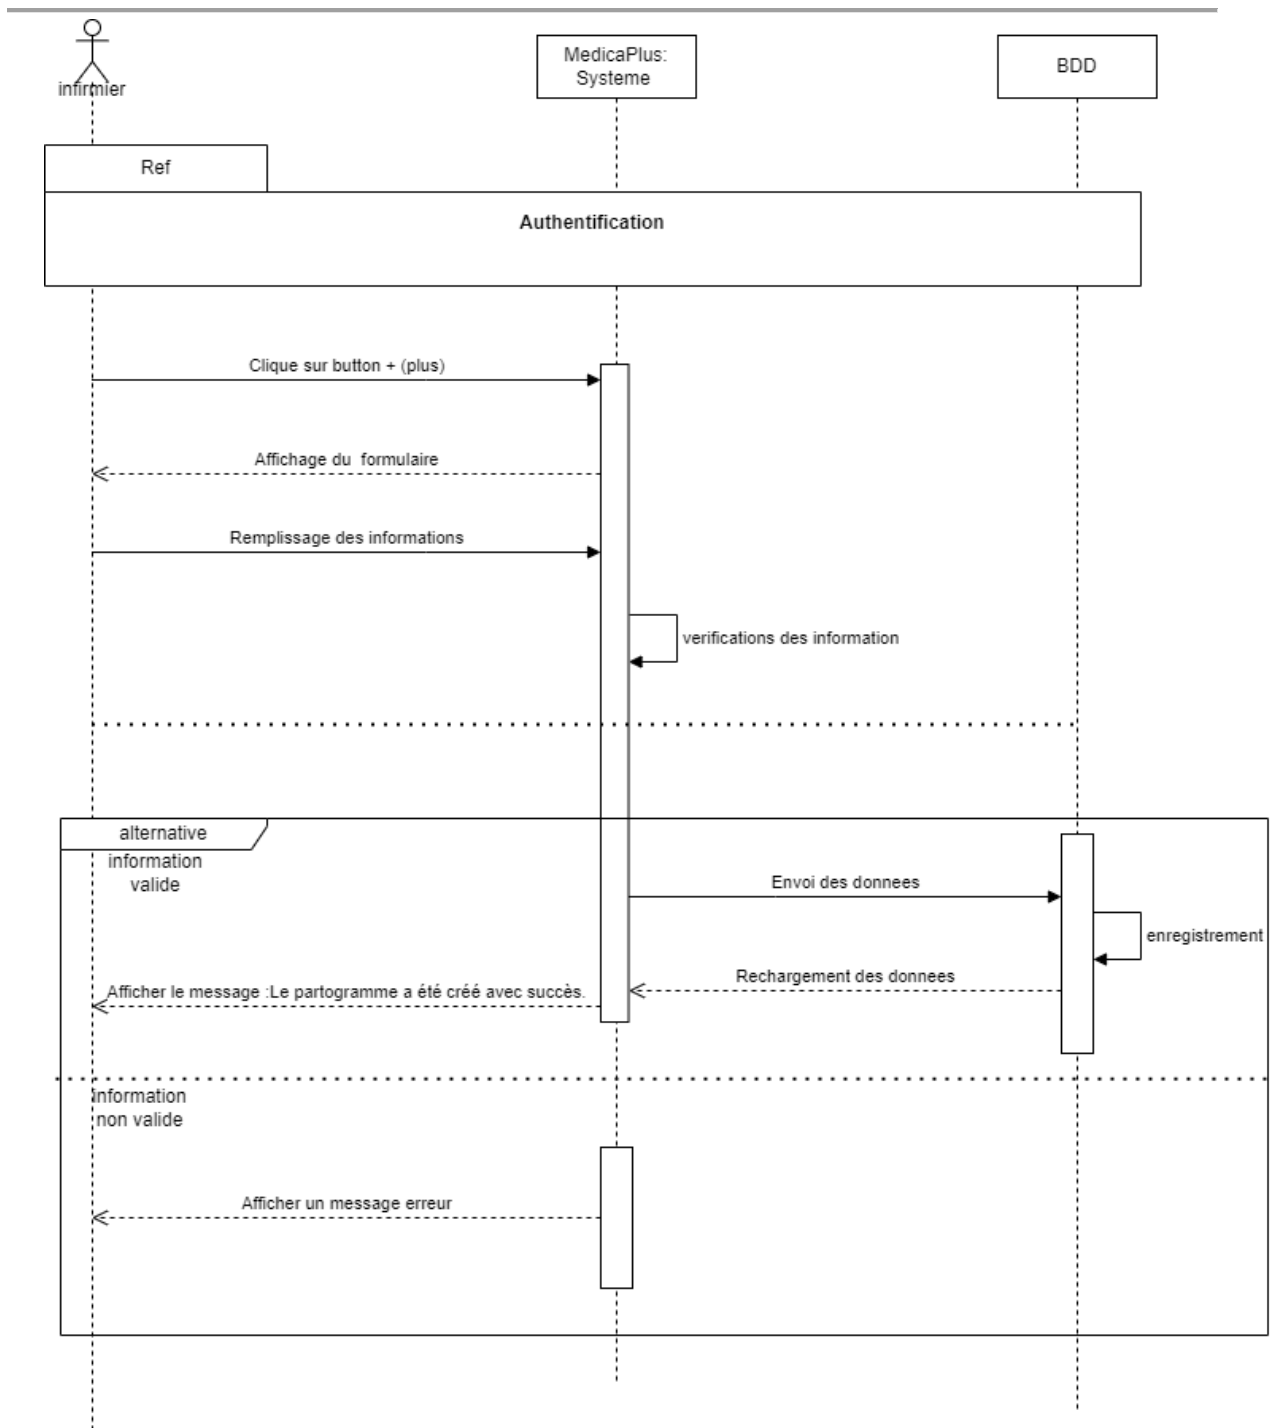 infirmier
MedicaPlus:
Systeme
BDD
Ref
Authentification
Clique sur button + (plus)
Affichage du formulaire
Remplissage des informations
verifications des information
alternative
information
valide
Envoi des donnees
enregistrement
Rechargement des donnees
Afficher le message :Le partogramme a été créé avec succès.
information
non valide
Afficher un message erreur